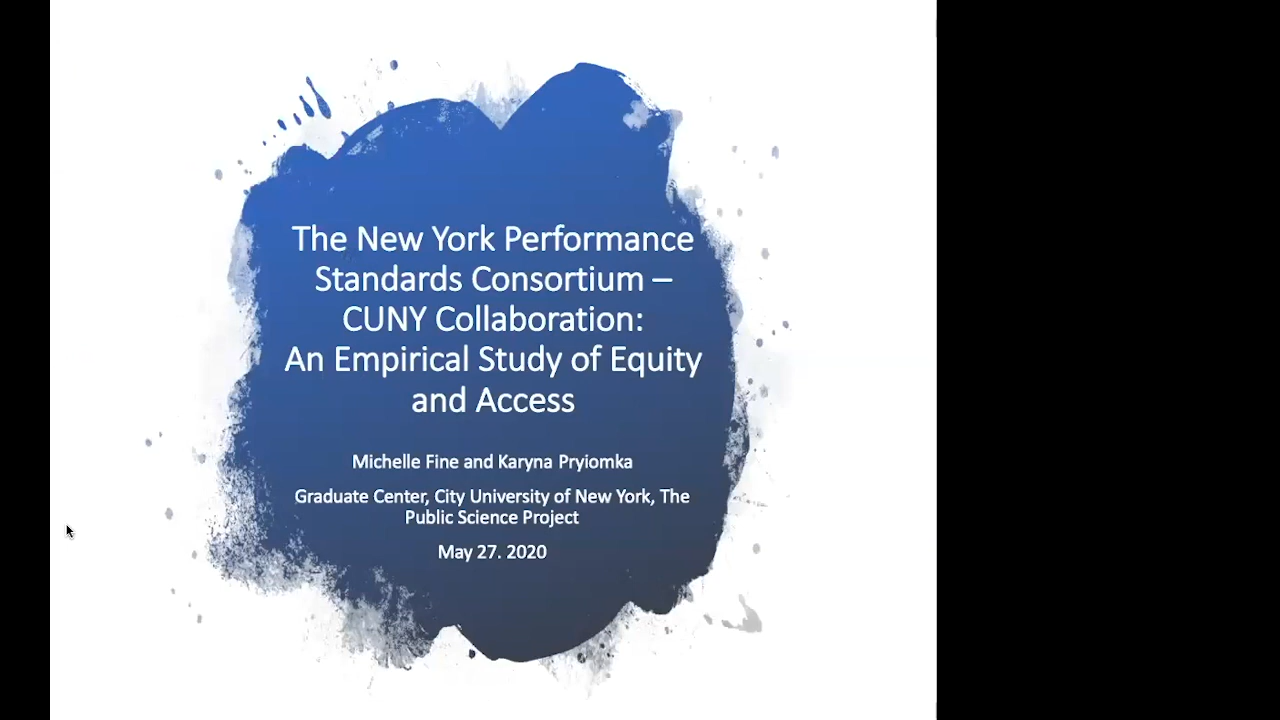 The New York Performance
Standards Consortium –
CUNY Collaboration:
An Empirical Study of Equity
and Access
Michelle Fine and Karyna Pryiomka
Graduate Center, City University of New York, The
Public Science Project
May 27. 2020